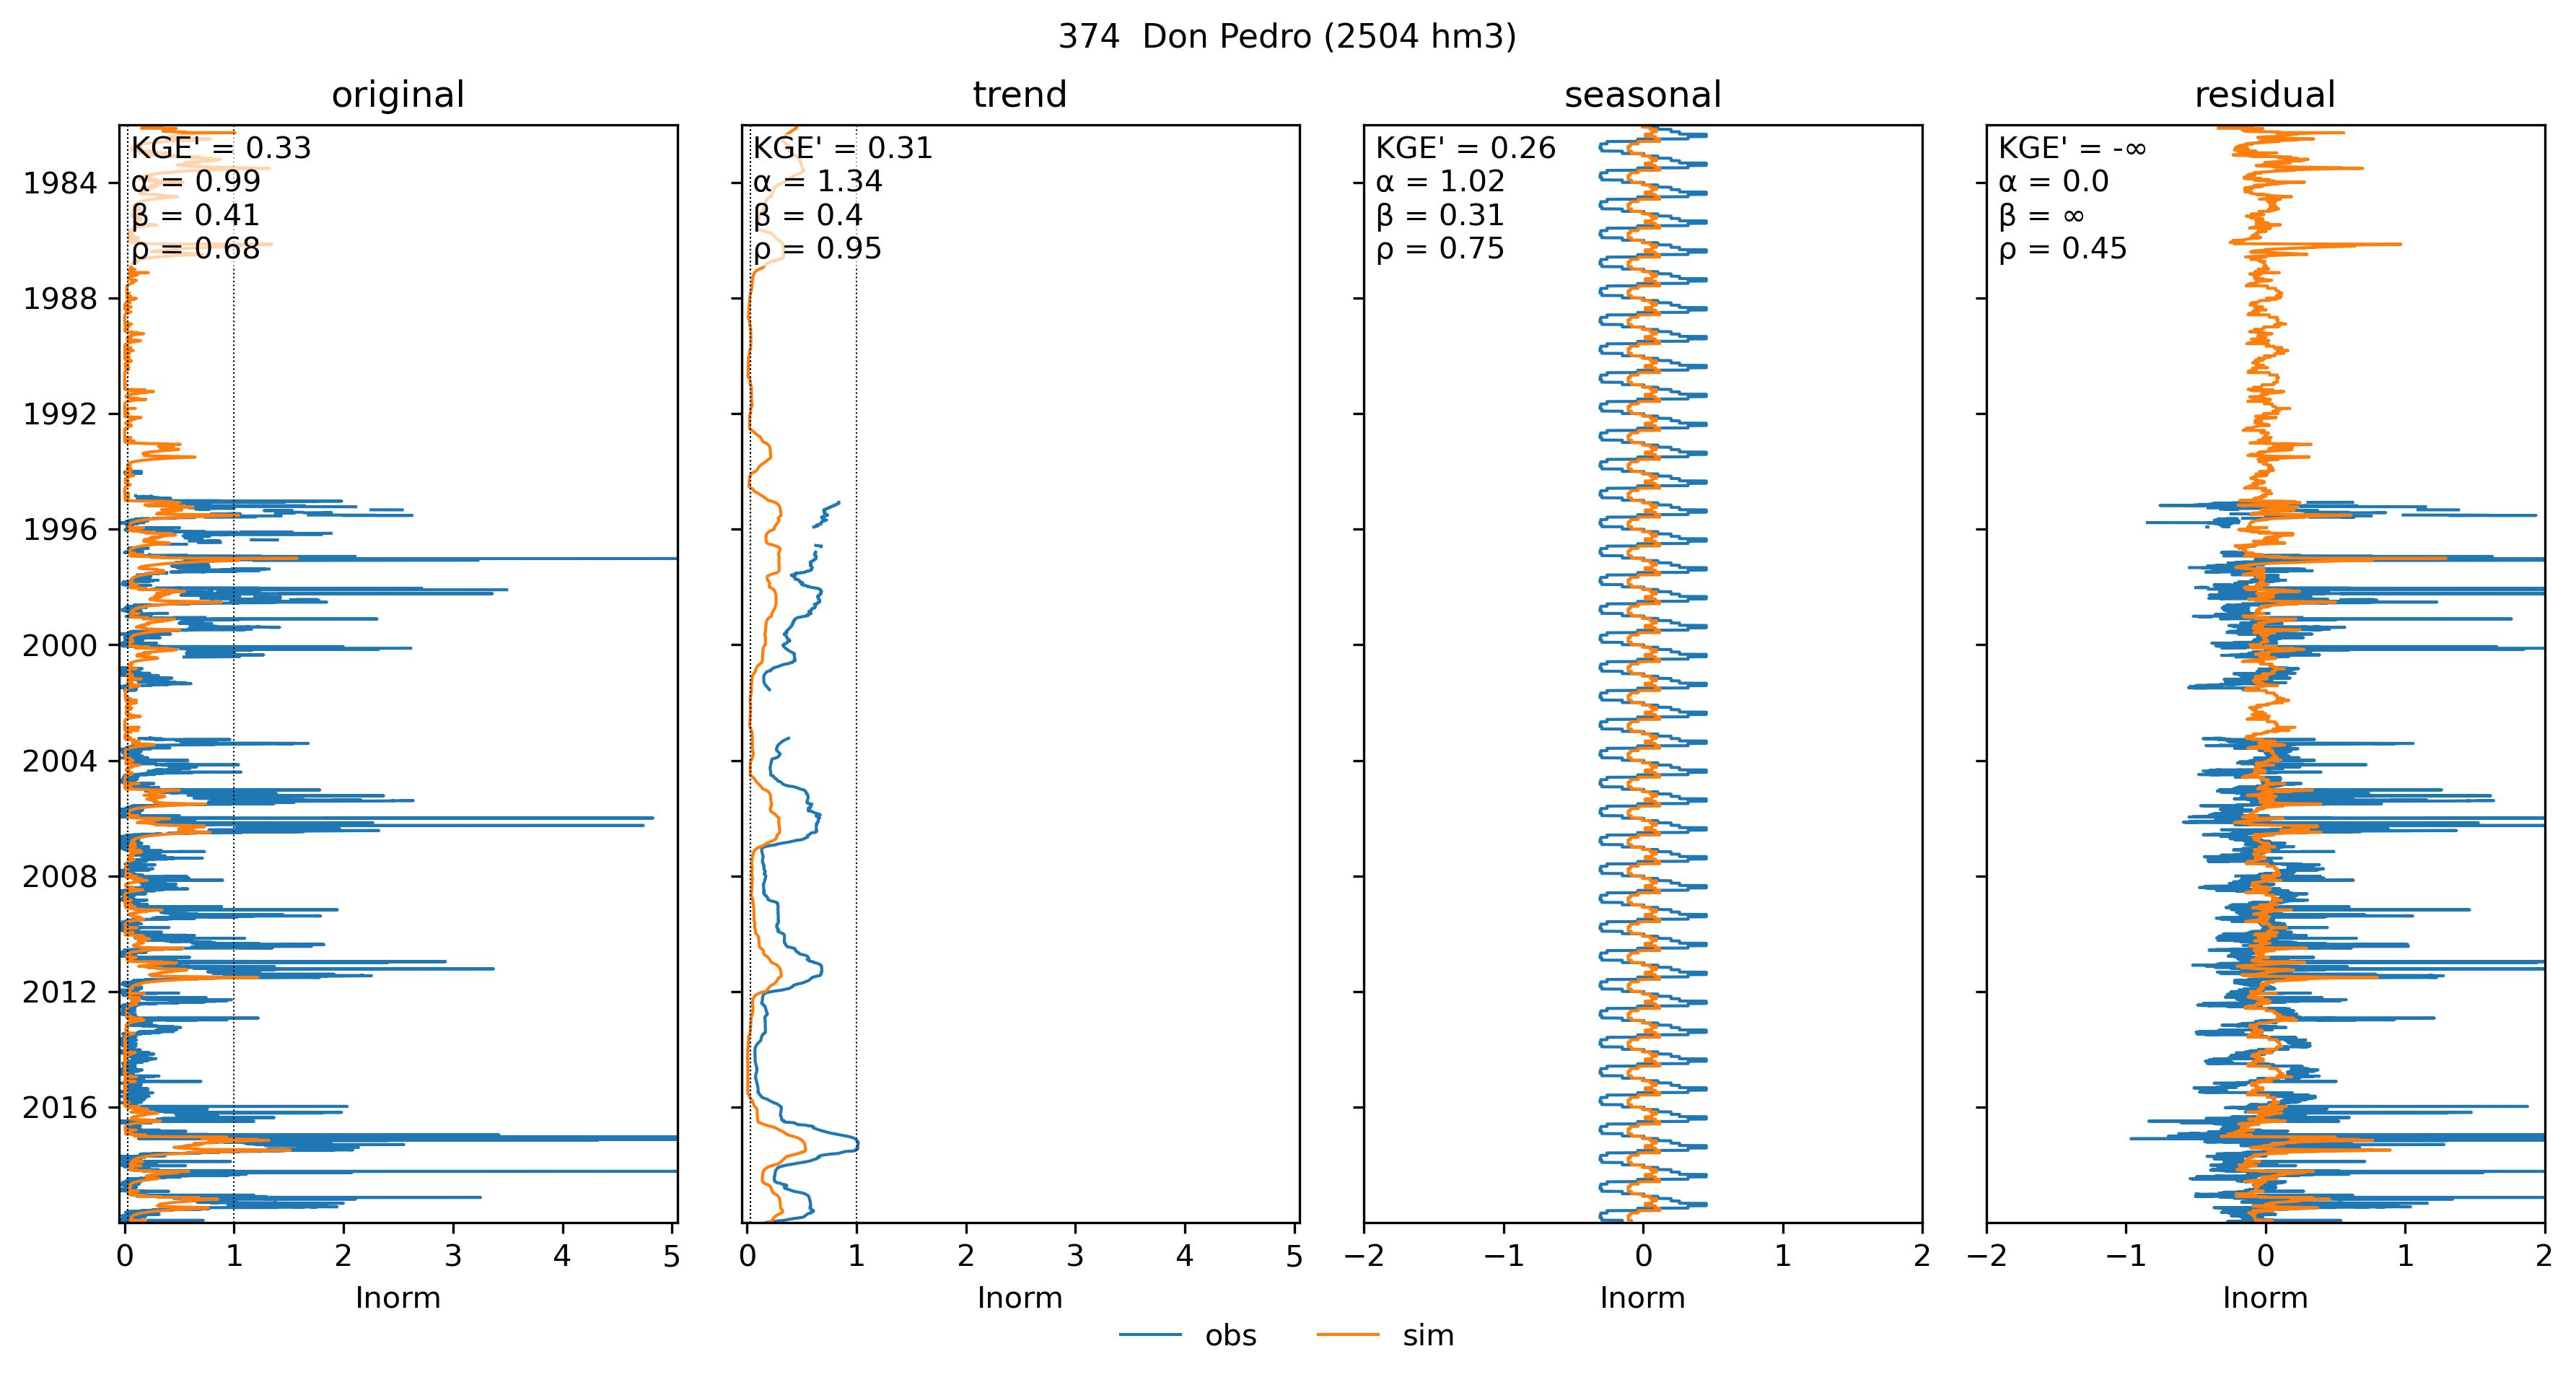 374  Don Pedro (2504 hm3)
original
trend
seasonal
residual
KGE' = 0.33
α = 0.99
β = 0.41
ρ = 0.68
KGE' = 0.31
α = 1.34
β = 0.4
ρ = 0.95
KGE' = 0.26
α = 1.02
β = 0.31
ρ = 0.75
KGE' = -∞
α = 0.0
β = ∞
ρ = 0.45
1984
1988
1992
1996
2000
2004
2008
2012
2016
0 1 2 3 4 5
0 1 2 3 4 5
−2 −1 0 1 2
−2 −1 0 1 2
Inorm
Inorm
Inorm
Inorm
obs
sim